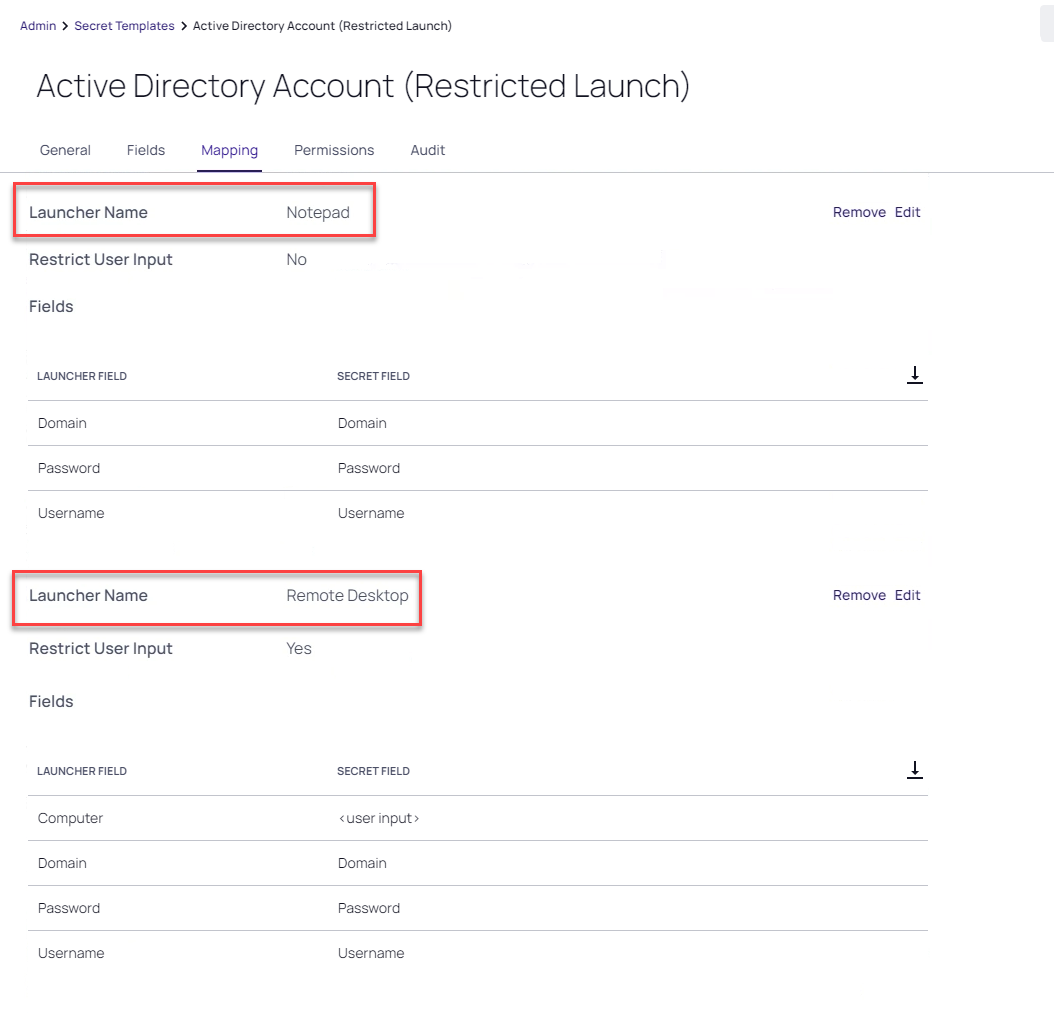 Admin > Secret Templates > Active Directory Account (Restricted Launch)
Active Directory Account (Restricted Launch)
General Fields Mapping Permissions Audit
Launcher Name Notepad Remove Edit
Restrict User Input No
Fields
LAUNCHER FIELD SECRET FIELD
Domain Domain
Password Password
Username Username
Launcher Name Remote Desktop Remove Edit
Restrict User Input Yes
Fields
LAUNCHER FIELD SECRET FIELD
Computer <user input>
Domain Domain
Password Password
Username Username